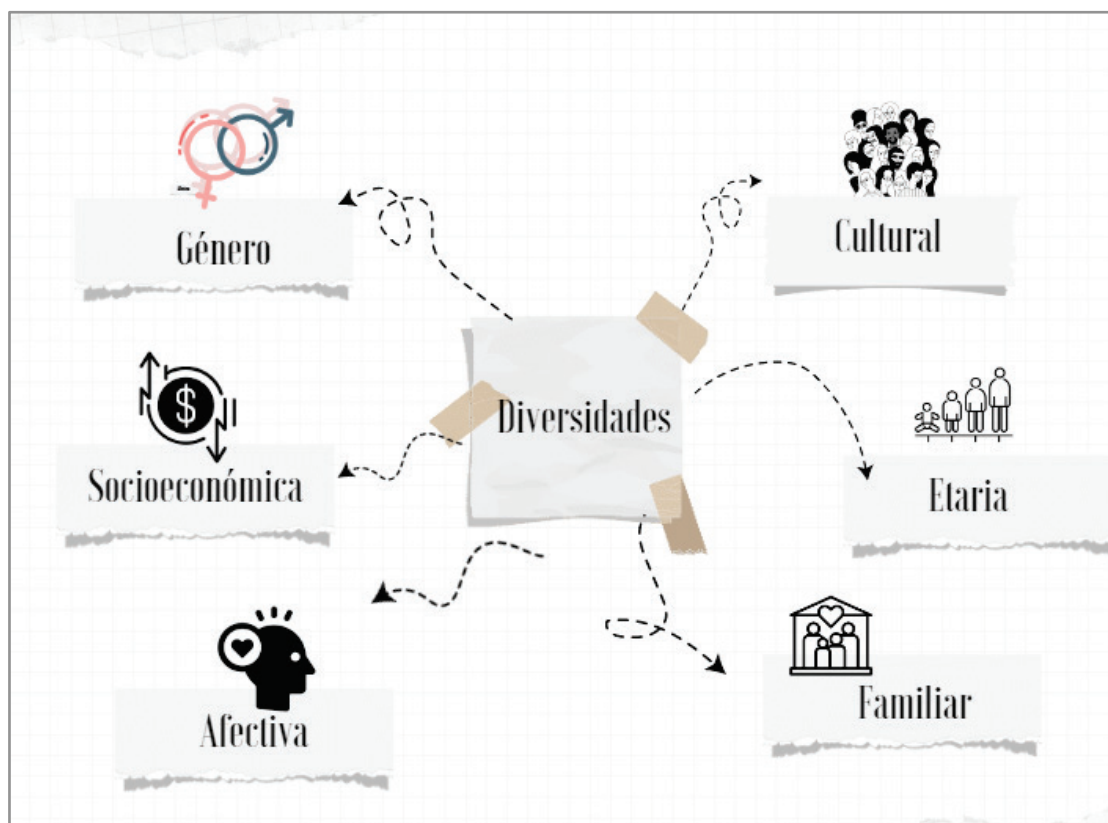 Género
Cultural
Diversidades
Socioeconómica
Etaria
Afectiva
Familiar